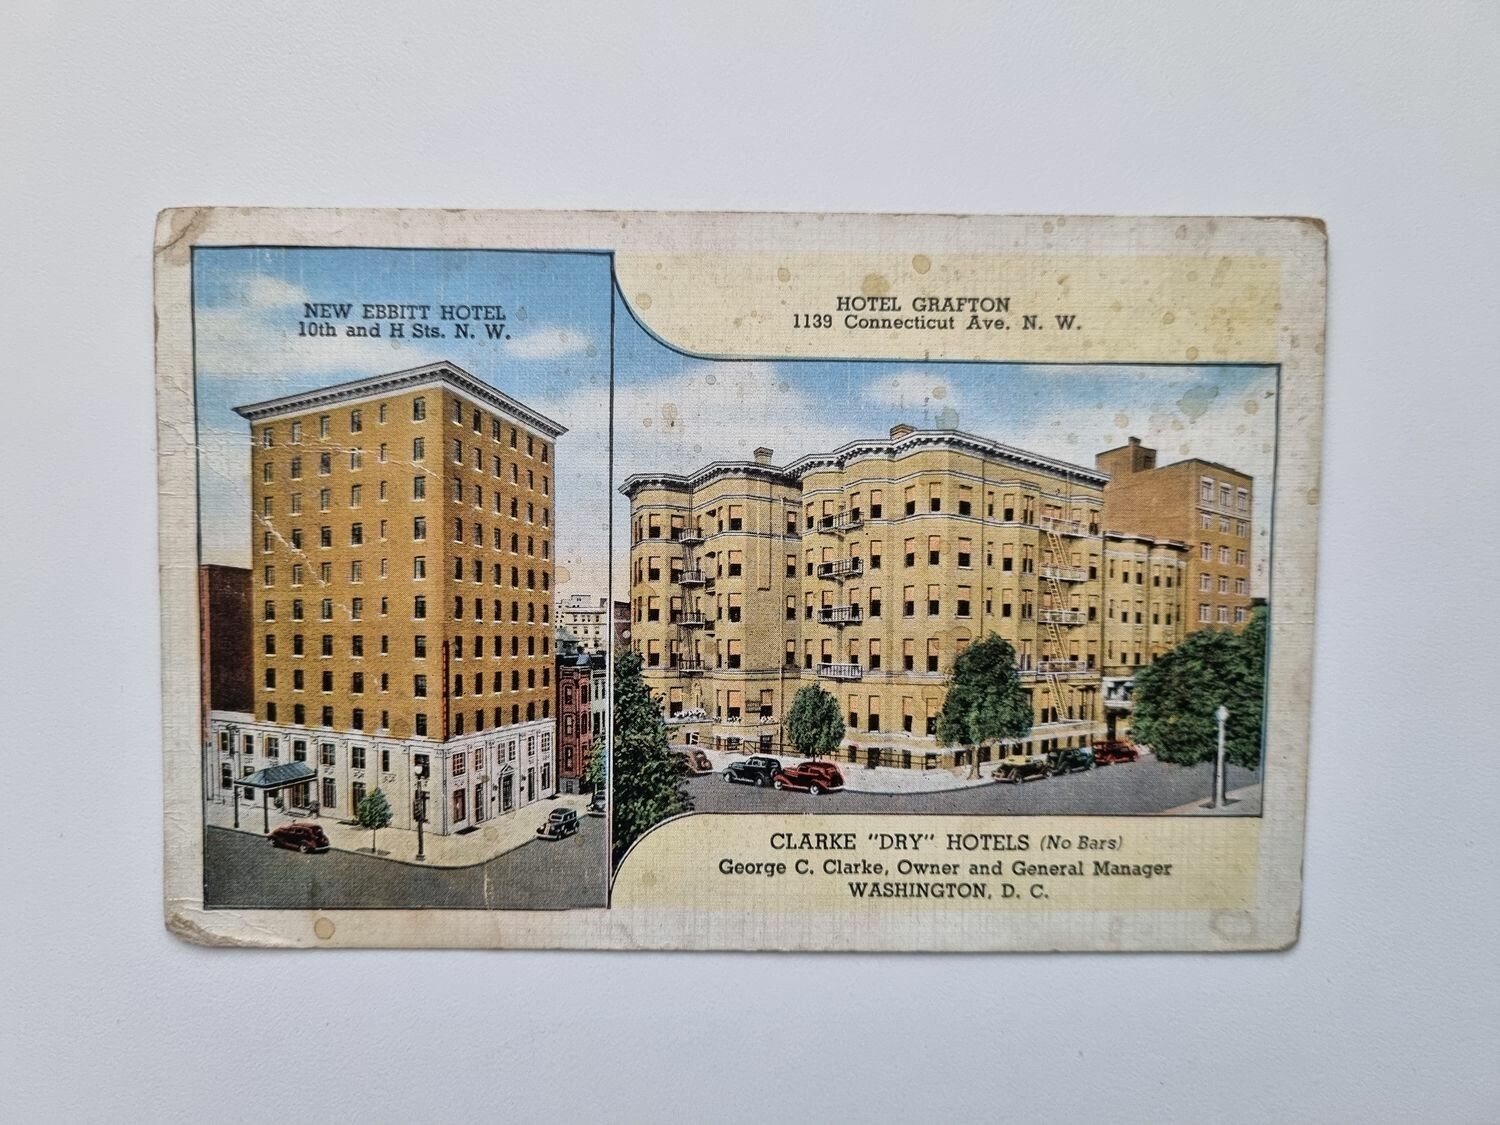 NEW EBBITT HOTEL
10th and H Sts. N. W.
HOTEL GRAFTON
1139 Connecticut Ave. N. W.
CLARKE "DRY" HOTELS (No Bars)
George C. Clarke, Owner and General Manager
WASHINGTON, D. C.